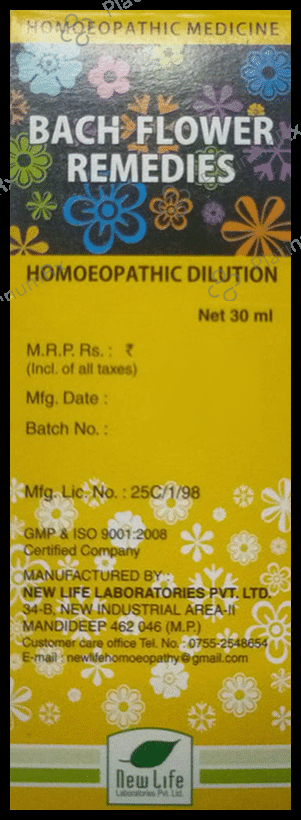 HOMOEOPATHIC MEDICINE
BACH FLOWER
REMEDIES
HOMOEOPATHIC DILUTION
Net 30 ml
M.R.P. Rs. : ₹
(Incl. of all taxes)
Mfg. Date :
Batch No. :
Mfg. Lic. No. : 25C/1/98
GMP & ISO 9001:2008
Certified Company
MANUFACTURED BY :
NEW LIFE LABORATORIES PVT. LTD.
34-B, NEW INDUSTRIAL AREA-II
MANDIDEEP 462 046 (M.P.)
Customer care office Tel. No. : 0755-2548654
E-mail : newlifehomoeopathy@gmail.com
New Life
Laboratories Pvt. Ltd.